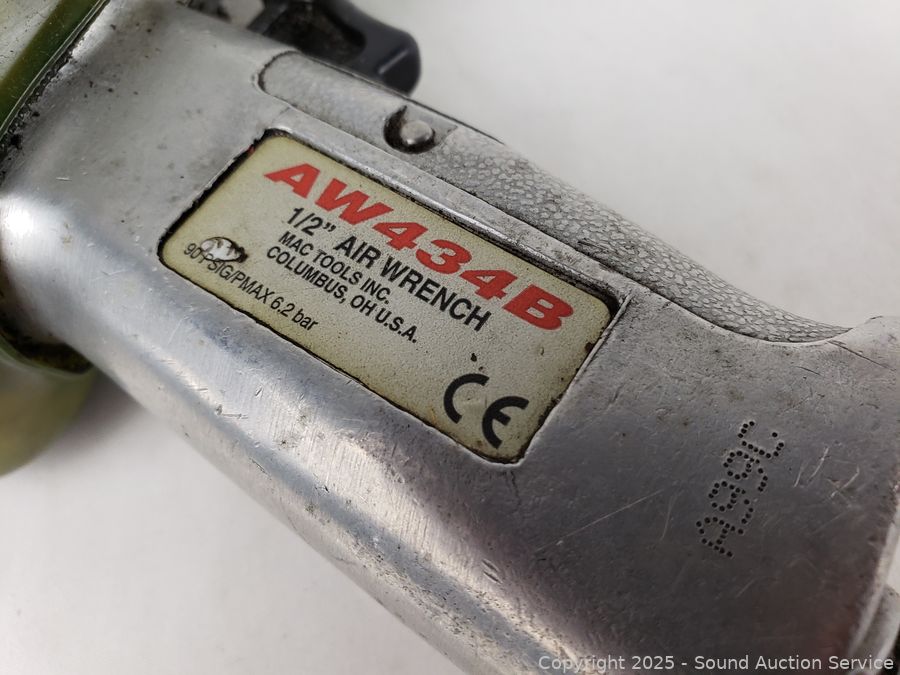 AW434B
1/2" AIR WRENCH
MAC TOOLS INC.
COLUMBUS, OH U.S.A.
90 PSIG/PMAX 6.2 bar
CE
Copyright 2025 - Sound Auction Service